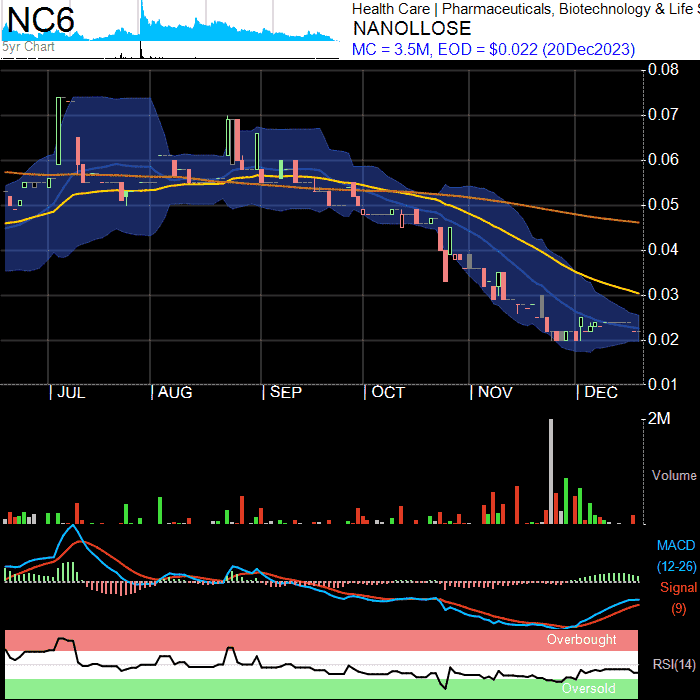 NC6
5yr Chart
Health Care | Pharmaceuticals, Biotechnology & Life S
NANOLLOSE
MC = 3.5M, EOD = $0.022 (20Dec2023)
0.08
0.07
0.06
0.05
0.04
0.03
0.02
0.01
| JUL | AUG | SEP | OCT | NOV | DEC
2M
Volume
MACD
(12-26)
Signal
(9)
Overbought
RSI(14)
Oversold